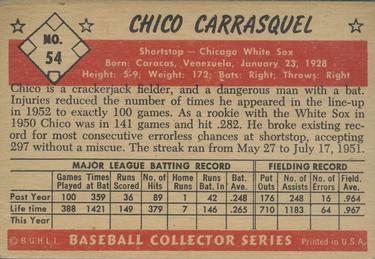 CHICO CARRASQUEL
NO.
54
Shortstop — Chicago White Sox
Born: Caracas, Venezuela, January 23, 1928
Height: 5-9; Weight: 172; Bats: Right; Throws: Right
Chico is a crackerjack fielder, and a dangerous man with a bat.
Injuries reduced the number of times he appeared in the line-up
in 1952 to exactly 100 games. As a rookie with the White Sox in
1950 Chico was in 141 games and hit .282. He broke existing record
for most consecutive errorless chances at shortstop, accepting
297 without a miscue. The streak ran from May 27 to July 17, 1951.
MAJOR LEAGUE BATTING RECORD FIELDING RECORD
Games Played Times at Bat Runs Scored No. of Hits Home Runs Runs Bat. In Bat. Ave. Put Outs No. of Assists No. of Errors Field. Ave.
Past Year 100 359 36 89 1 42 .248 176 248 16 .964
Life time 388 1421 149 379 7 146 .265 710 1183 64 .967
This Year
© B.G.H.L.I. BASEBALL COLLECTOR SERIES Printed in U.S.A.